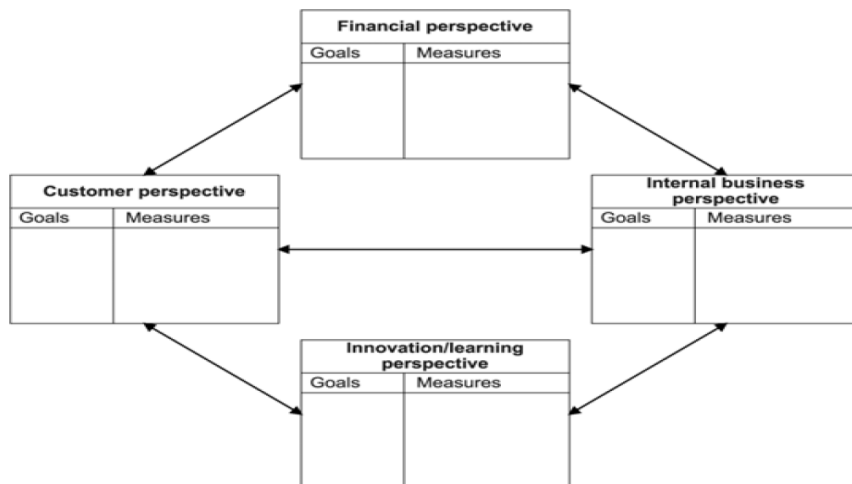 Financial perspective
Goals Measures
Customer perspective
Goals Measures
Internal business
perspective
Goals Measures
Innovation/learning
perspective
Goals Measures